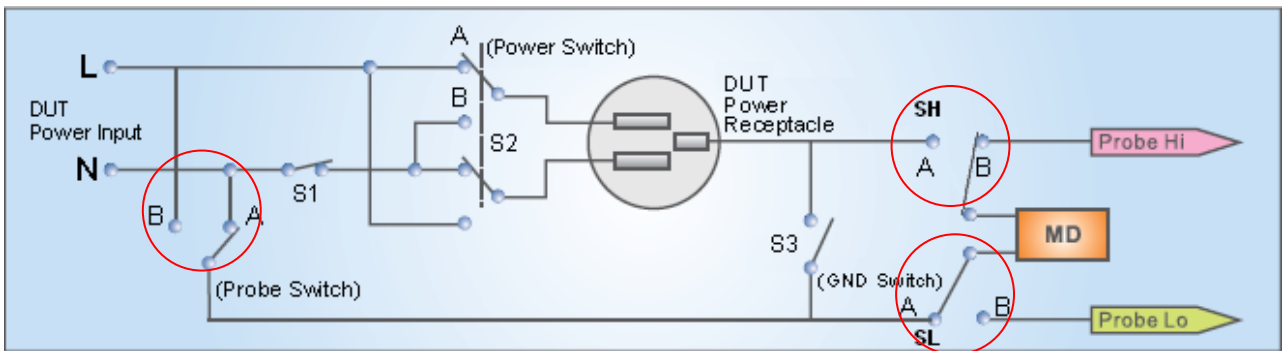 L
DUT
Power Input
N
B
A
(Probe Switch)
S1
A
(Power Switch)
B
S2
DUT
Power
Receptacle
S3
(GND Switch)
SH
A
B
Probe Hi
MD
A
B
SL
Probe Lo